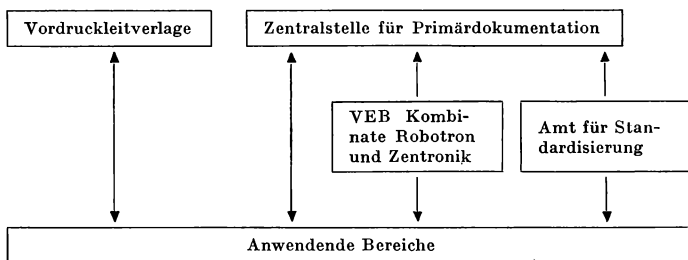 Vordruckleitverlage
Zentralstelle für Primärdokumentation
VEB Kombi-
nate Robotron
und Zentronik
Amt für Stan-
dardisierung
Anwendende Bereiche